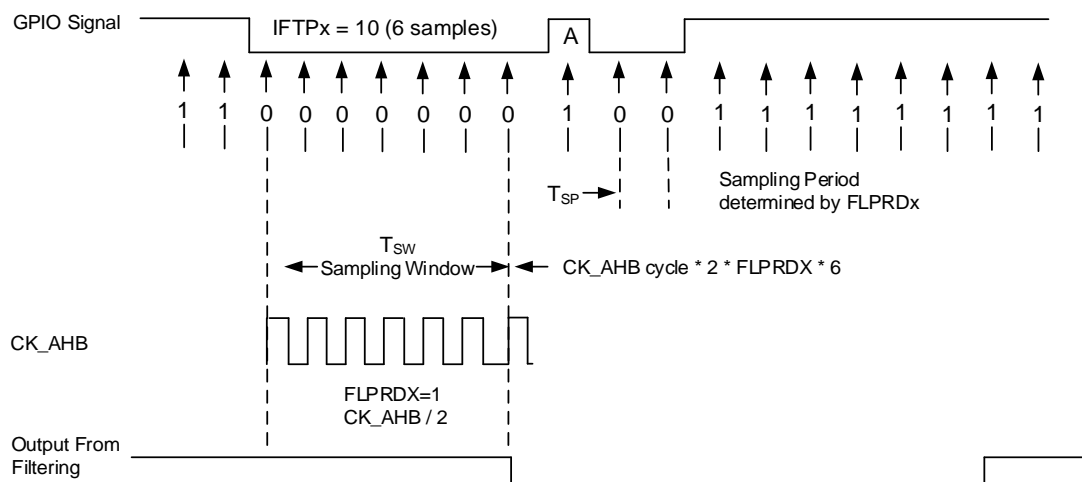 GPIO Signal
IFTPx = 10 (6 samples)
A
1 1 0 0 0 0 0 0 0 1 0 0 1 1 1 1 1 1 1 1
TSP
Sampling Period
determined by FLPRDx
TSW
Sampling Window
CK_AHB cycle * 2 * FLPRDX * 6
CK_AHB
FLPRDX=1
CK_AHB / 2
Output From
Filtering